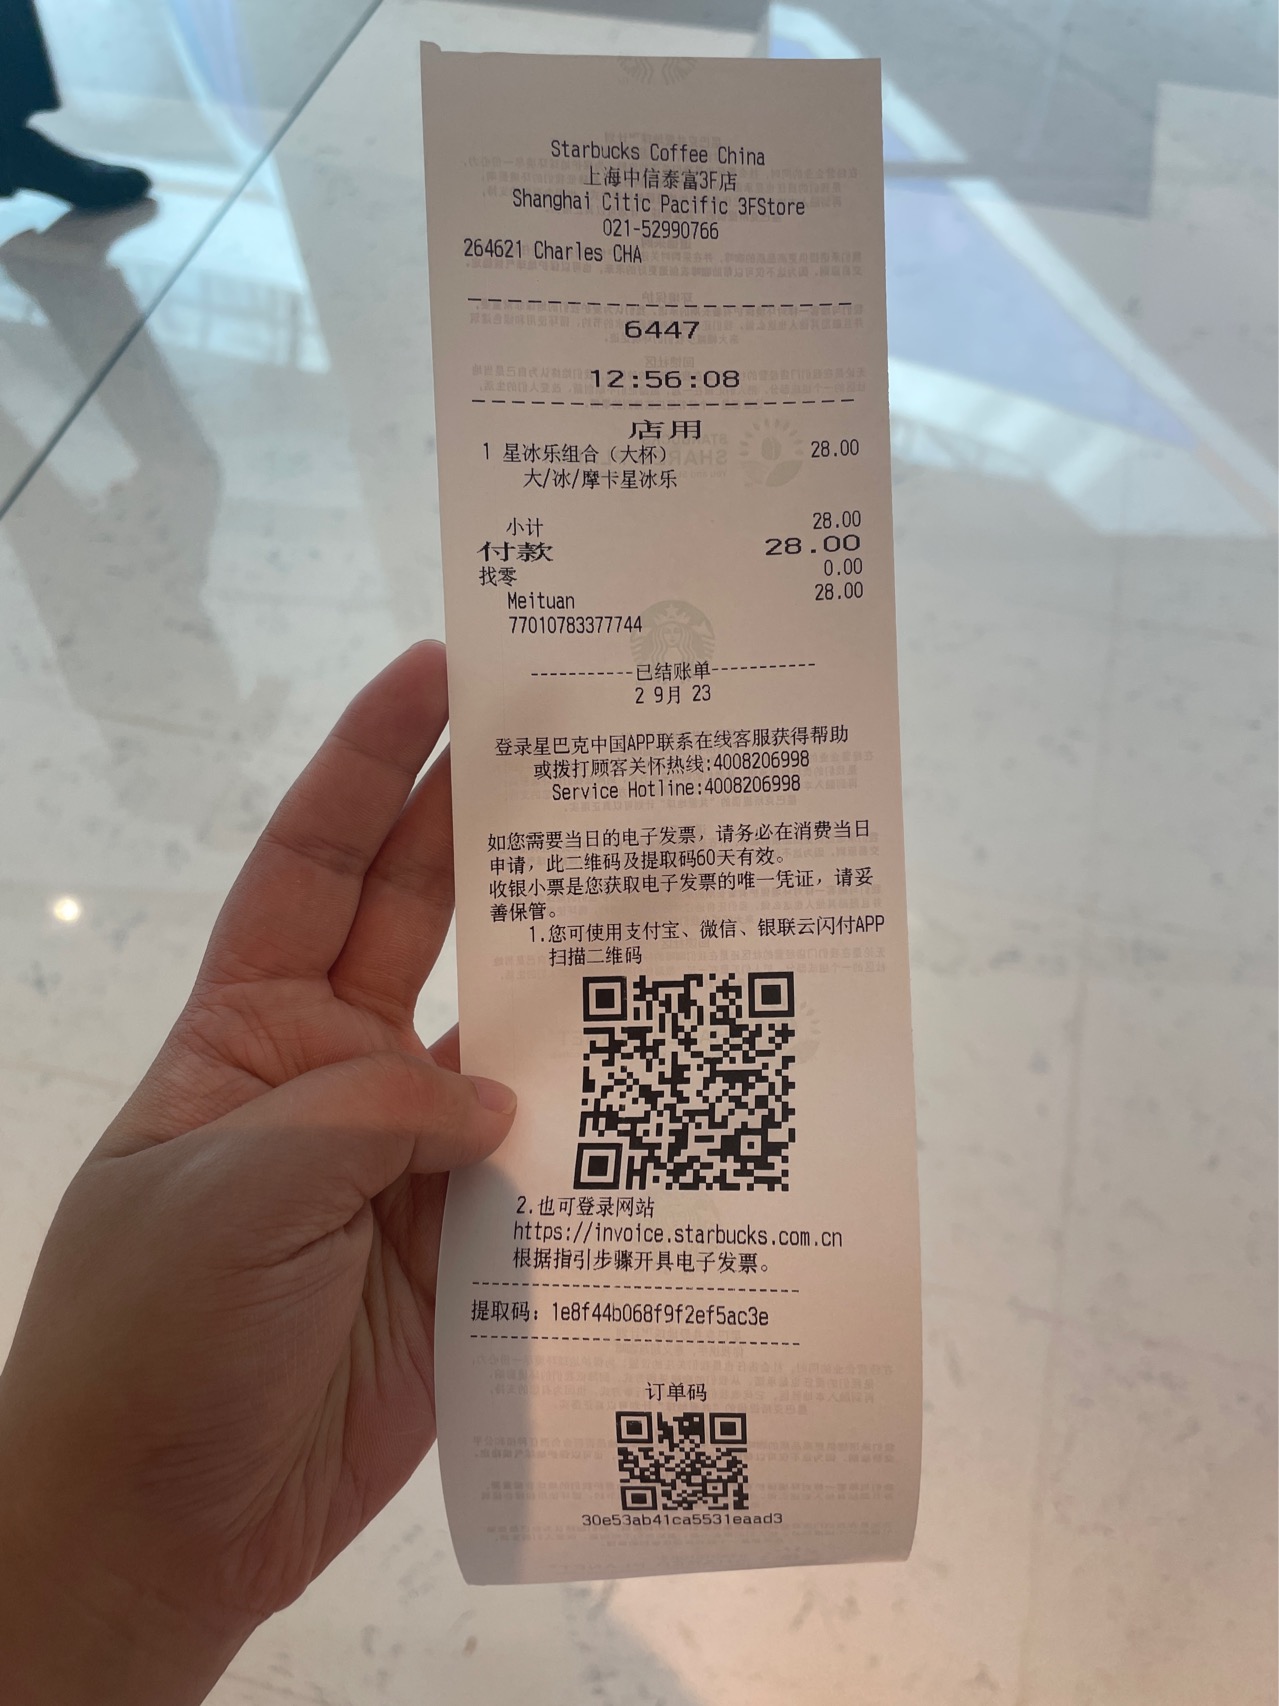 Starbucks Coffee China
上海中信泰富3F店
Shanghai Citic Pacific 3FStore
021-52990766
264621 Charles CHA
6447
12:56:08
店用
1 星冰乐组合（大杯） 28.00
大/冰/摩卡星冰乐
小计 28.00
付款 28.00
找零 0.00
Meituan 28.00
77010783377744
-----------已结账单-----------
2 9月 23
登录星巴克中国APP联系在线客服获得帮助
或拨打顾客关怀热线:4008206998
Service Hotline:4008206998
如您需要当日的电子发票，请务必在消费当日
申请，此二维码及提取码60天有效。
收银小票是您获取电子发票的唯一凭证，请妥
善保管。
1.您可使用支付宝、微信、银联云闪付APP
扫描二维码
2.也可登录网站
https://invoice.starbucks.com.cn
根据指引步骤开具电子发票。
提取码：1e8f44b068f9f2ef5ac3e
订单码
30e53ab41ca5531eaad3